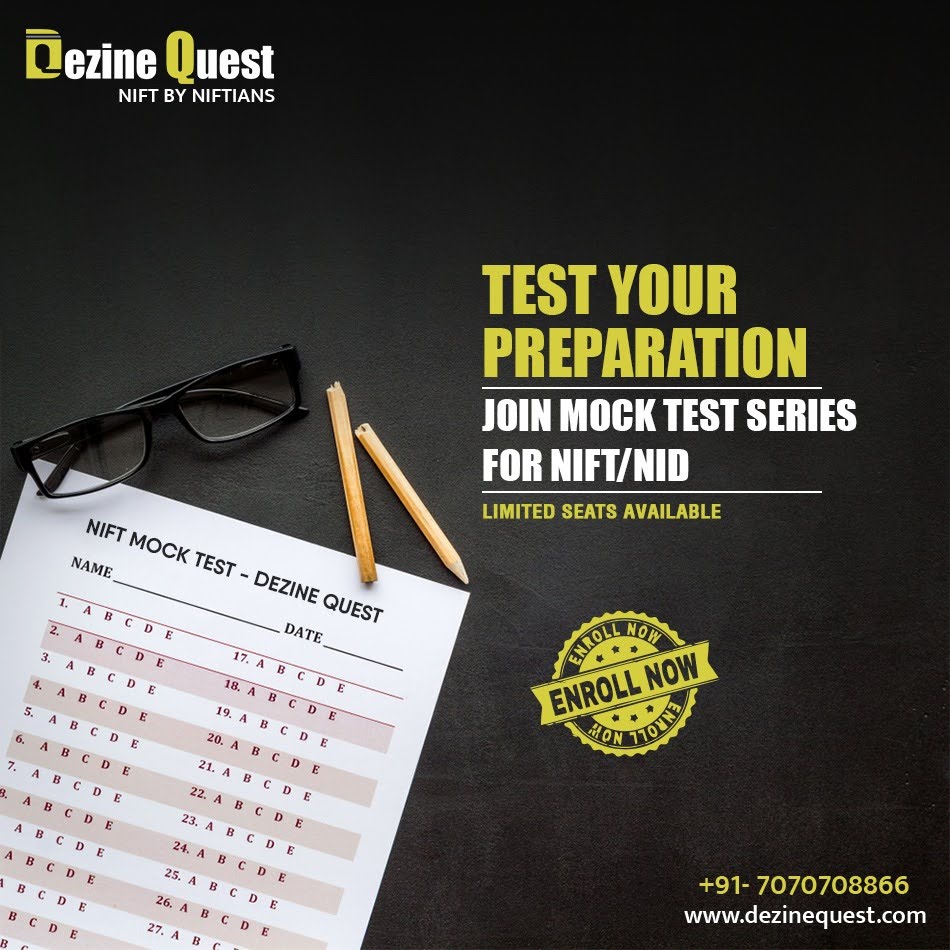 Dezine Quest
NIFT BY NIFTIANS
TEST YOUR
PREPARATION
JOIN MOCK TEST SERIES
FOR NIFT/NID
LIMITED SEATS AVAILABLE
NIFT MOCK TEST - DEZINE QUEST
NAME DATE
1. A B C D E
2. A B C D E
3. A B C D E
4. A B C D E
5. A B C D E
6. A B C D E
7. A B C D E
8. A B C D E
A B C D E
A B C D E
A B C D E
B C D E
17. A B C D E
18. A B C D E
19. A B C D E
20. A B C D E
21. A B C D E
22. A B C D E
23. A B C D E
24. A B C D E
25. A B C D E
26. A B C D E
27. A B C D E
ENROLL NOW
ENROLL NOW
ENROLL NOW
+91- 7070708866
www.dezinequest.com